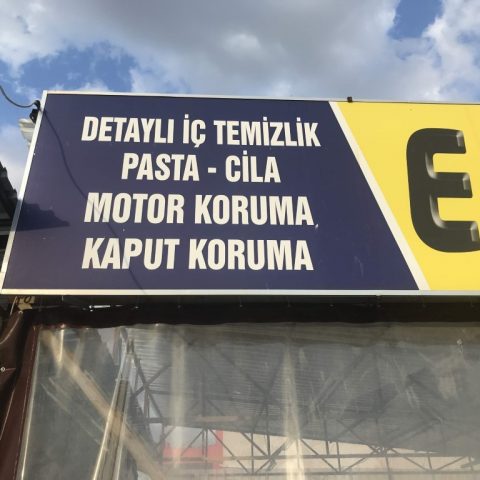 DETAYLI İÇ TEMİZLİK
PASTA - CİLA
MOTOR KORUMA
KAPUT KORUMA
E